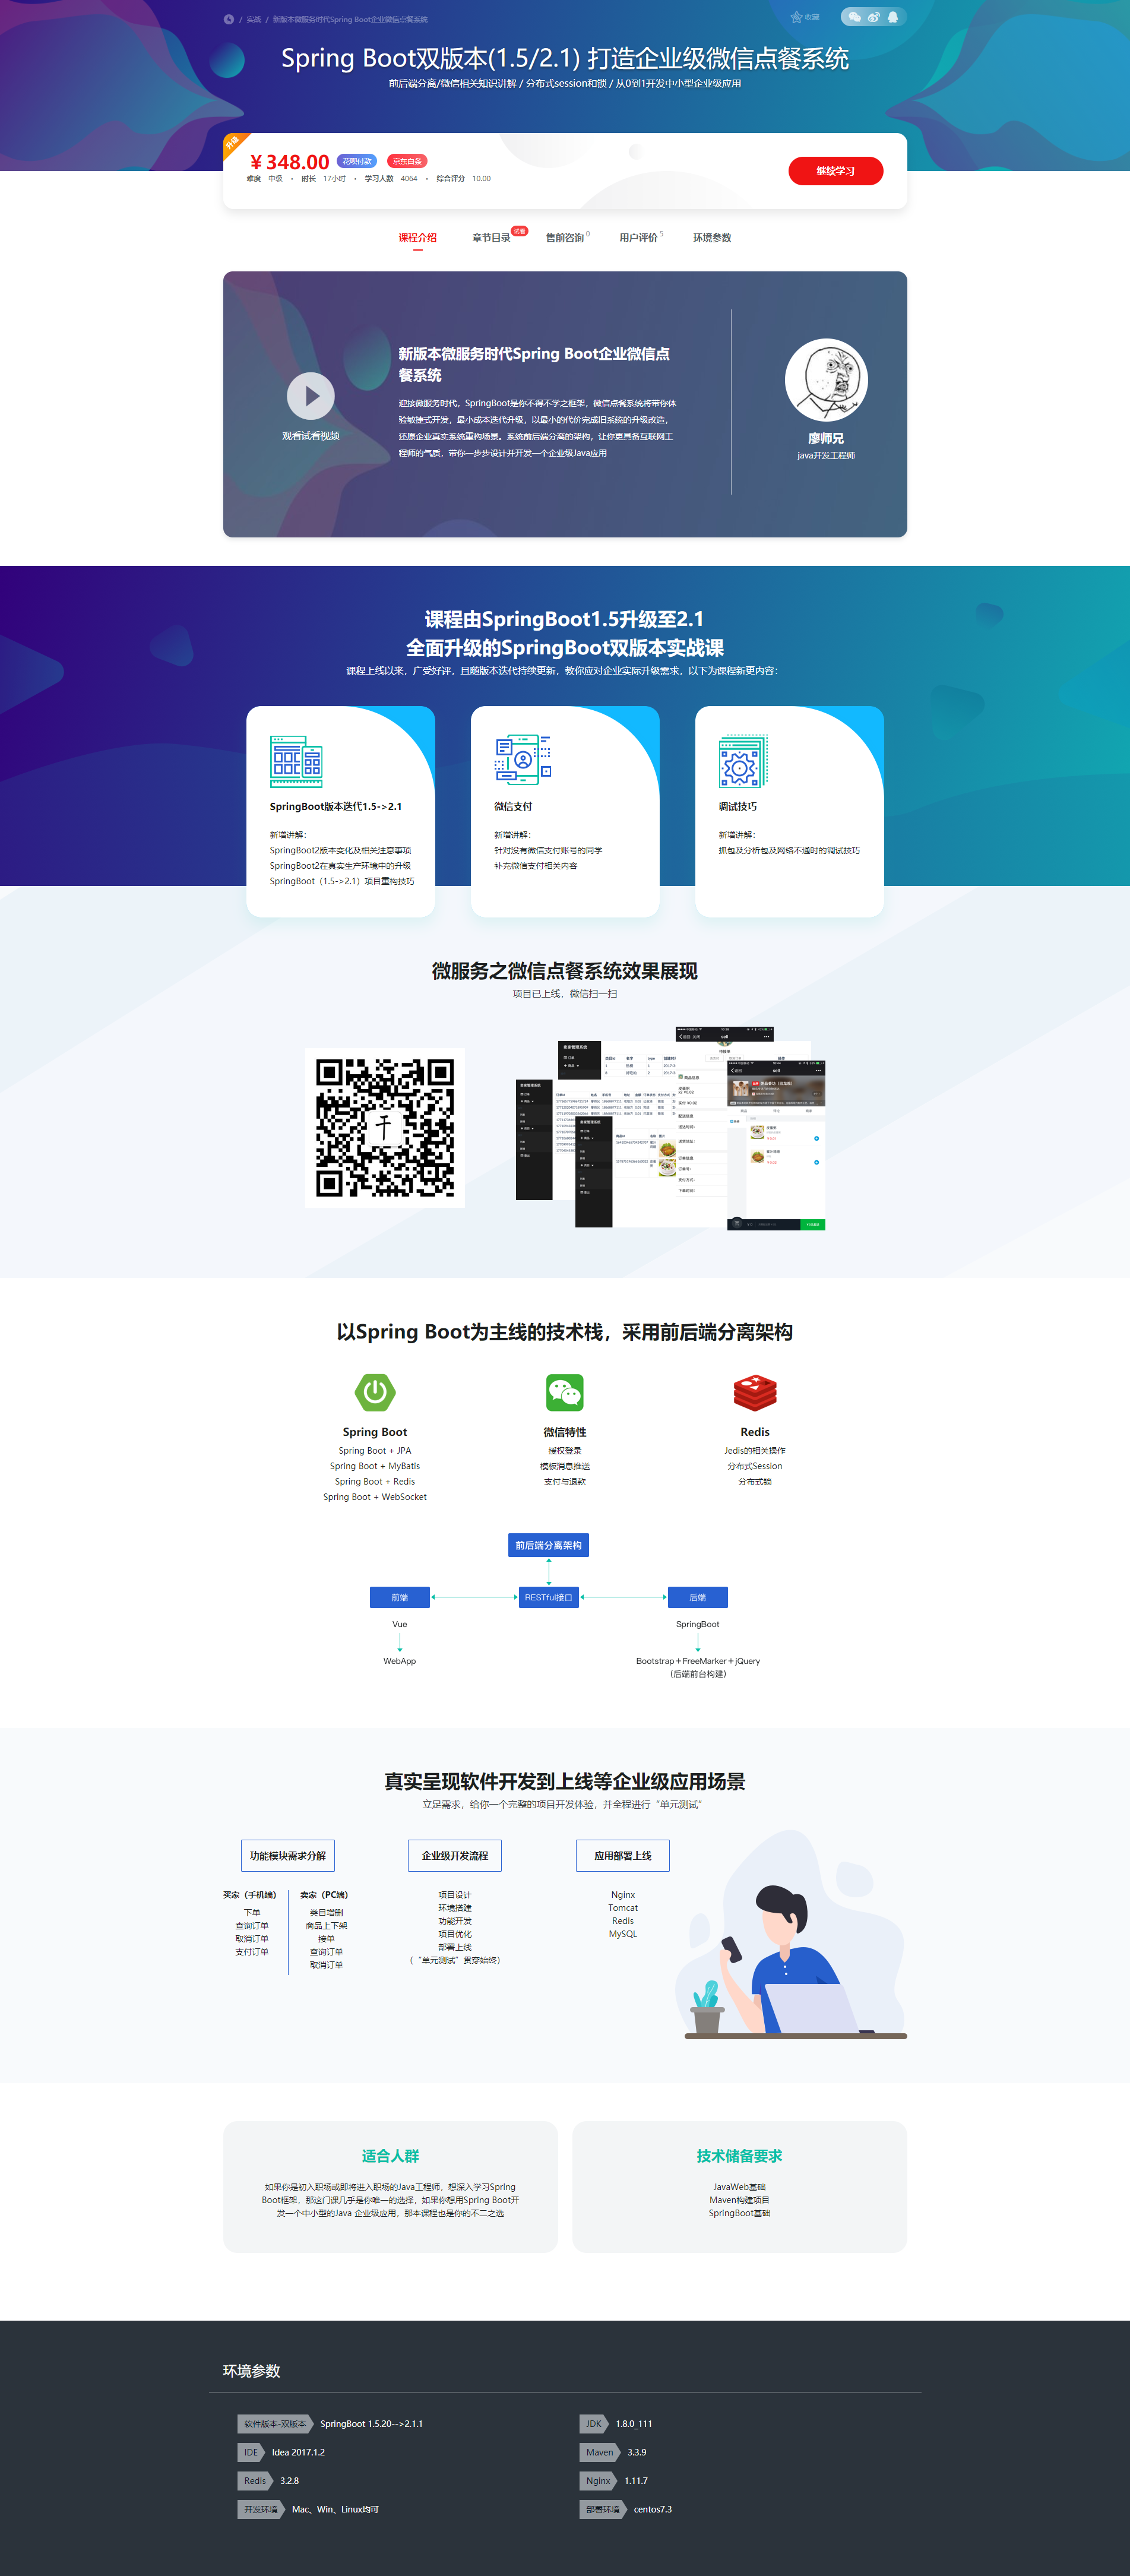 / 实战 / 新版本微服务时代Spring Boot企业微信点餐系统
收藏
Spring Boot双版本(1.5/2.1) 打造企业级微信点餐系统
前后端分离/微信相关知识讲解 / 分布式session和锁 / 从0到1开发中小型企业级应用
升级
￥348.00 花呗付款 京东白条
难度 中级 · 时长 17小时 · 学习人数 4064 · 综合评分 10.00
继续学习
课程介绍 章节目录 试看 售前咨询 0 用户评价 5 环境参数
新版本微服务时代Spring Boot企业微信点
餐系统
迎接微服务时代，SpringBoot是你不得不学之框架，微信点餐系统将带你体
验敏捷式开发，最小成本迭代升级，以最小的代价完成旧系统的升级改造，
还原企业真实系统重构场景。系统前后端分离的架构，让你更具备互联网工
程师的气质，带你一步步设计并开发一个企业级Java应用
观看试看视频
廖师兄
java开发工程师
课程由SpringBoot1.5升级至2.1
全面升级的SpringBoot双版本实战课
课程上线以来，广受好评，且随版本迭代持续更新，教你应对企业实际升级需求，以下为课程新更内容：
SpringBoot版本迭代1.5->2.1
新增讲解：
SpringBoot2版本变化及相关注意事项
SpringBoot2在真实生产环境中的升级
SpringBoot（1.5->2.1）项目重构技巧
微信支付
新增讲解：
针对没有微信支付账号的同学
补充微信支付相关内容
调试技巧
新增讲解：
抓包及分析包及网络不通时的调试技巧
微服务之微信点餐系统效果展现
项目已上线，微信扫一扫
千
卖家管理系统
卖家管理系统
卖家管理系统
sell
sell
商品信息
配送信息
订单信息
订单号：
支付方式：
下单时间：
以Spring Boot为主线的技术栈，采用前后端分离架构
Spring Boot
Spring Boot + JPA
Spring Boot + MyBatis
Spring Boot + Redis
Spring Boot + WebSocket
微信特性
授权登录
模板消息推送
支付与退款
Redis
Jedis的相关操作
分布式Session
分布式锁
前后端分离架构
前端 RESTful接口 后端
Vue SpringBoot
WebApp Bootstrap＋FreeMarker＋jQuery
（后端前台构建）
真实呈现软件开发到上线等企业级应用场景
立足需求，给你一个完整的项目开发体验，并全程进行“单元测试”
功能模块需求分解
买家（手机端）
下单
查询订单
取消订单
支付订单
卖家（PC端）
类目增删
商品上下架
接单
查询订单
取消订单
企业级开发流程
项目设计
环境搭建
功能开发
项目优化
部署上线
（“单元测试”贯穿始终）
应用部署上线
Nginx
Tomcat
Redis
MySQL
适合人群
如果你是初入职场或即将进入职场的Java工程师，想深入学习Spring
Boot框架，那这门课几乎是你唯一的选择，如果你想用Spring Boot开
发一个中小型的Java 企业级应用，那本课程也是你的不二之选
技术储备要求
JavaWeb基础
Maven构建项目
SpringBoot基础
环境参数
软件版本-双版本 SpringBoot 1.5.20-->2.1.1
JDK 1.8.0_111
IDE Idea 2017.1.2
Maven 3.3.9
Redis 3.2.8
Nginx 1.11.7
开发环境 Mac、Win、Linux均可
部署环境 centos7.3